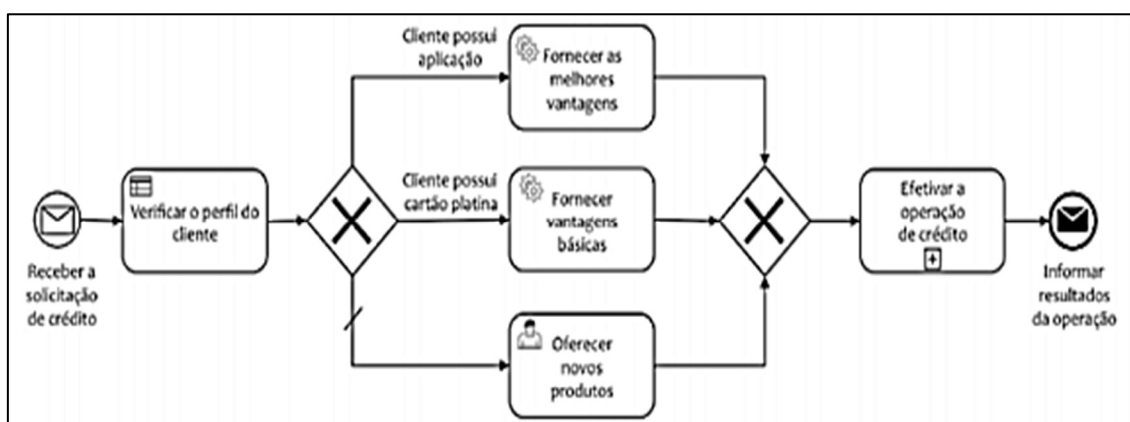 Cliente possui
aplicação
Fornecer as
melhores
vantagens
Verificar o perfil do
cliente
Receber a
solicitação
de crédito
Cliente possui
cartão platina
Fornecer
vantagens
básicas
Oferecer
novos
produtos
Efetivar a
operação
de crédito
Informar
resultados
da operação